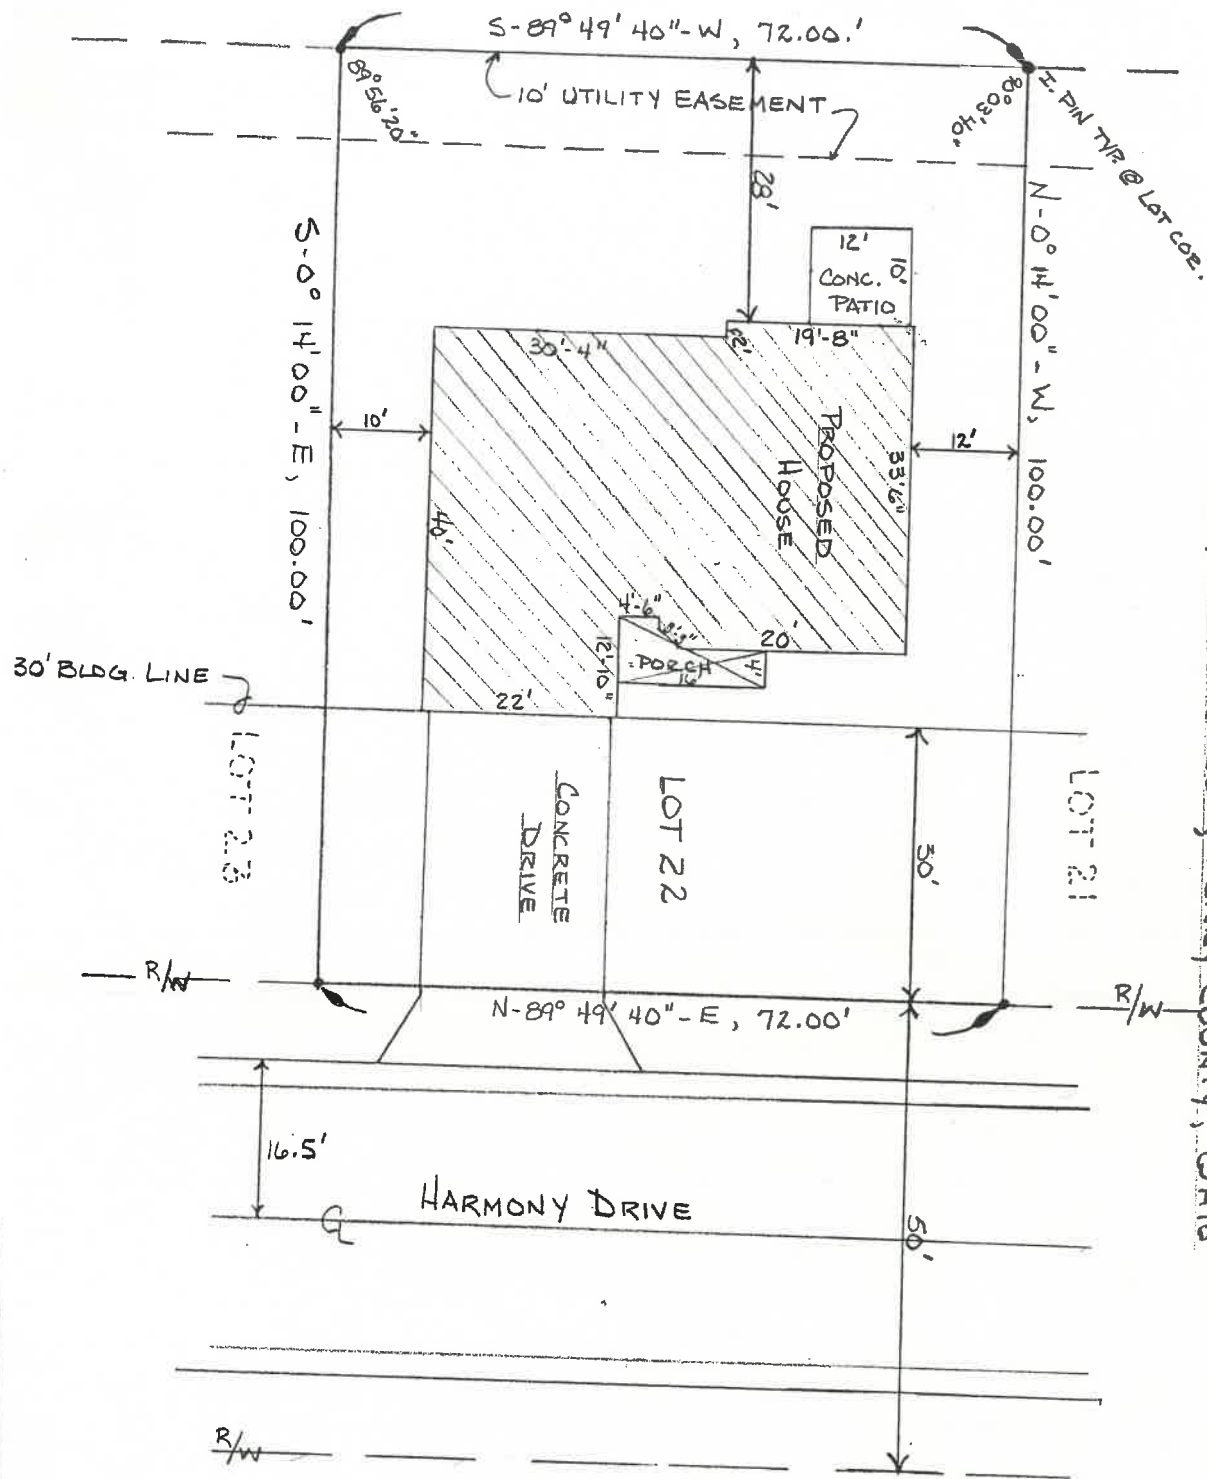 S-89° 49' 40"-W, 72.00.'
89°56'20"
10' UTILITY EASEMENT
90°03'40"
I. PIN TYP. @ LOT COR.
28'
S-0° 14' 00"-E, 100.00'
N-0° 14' 00"-W, 100.00'
12'
10'
CONC.
PATIO
30'-4"
2'
19'-8"
10'
12'
PROPOSED
HOUSE
33'6"
40'
4'-6"
20'
12'-10"
PORCH
16'
4'
30' BLDG. LINE
22'
LOT 23
CONCRETE
DRIVE
LOT 22
30'
LOT 21
R/W
N-89° 49' 40"-E, 72.00'
R/W
COUNTY, OHIO
16.5'
HARMONY DRIVE
℄
50'
R/W